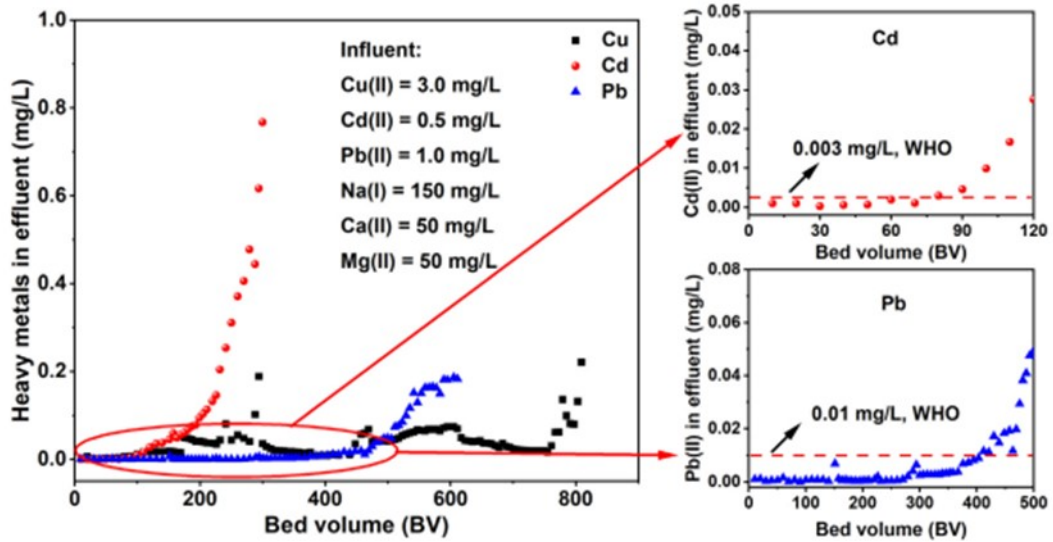 Heavy metals in effluent (mg/L)
1.0
0.8
0.6
0.4
0.2
0.0
0
200
400
600
800
Bed volume (BV)
Influent:
Cu(II) = 3.0 mg/L
Cd(II) = 0.5 mg/L
Pb(II) = 1.0 mg/L
Na(I) = 150 mg/L
Ca(II) = 50 mg/L
Mg(II) = 50 mg/L
Cu
Cd
Pb
Cd(II) in effluent (mg/L)
0.05
0.04
0.03
0.02
0.01
0.00
Cd
0.003 mg/L, WHO
0
30
60
90
120
Bed volume (BV)
Pb(II) in effluent (mg/L)
0.08
0.06
0.04
0.02
0.00
Pb
0.01 mg/L, WHO
0
100
200
300
400
500
Bed volume (BV)